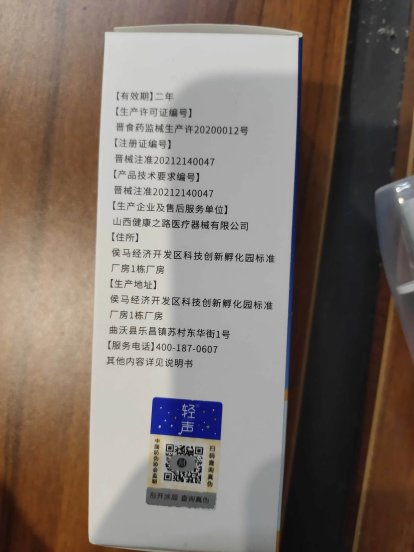 【有效期】二年
【生产许可证编号】
晋食药监械生产许20200012号
【注册证编号】
晋械注准20212140047
【产品技术要求编号】
晋械注准20212140047
【生产企业及售后服务单位】
山西健康之路医疗器械有限公司
【住所】
侯马经济开发区科技创新孵化园标准
厂房1栋厂房
【生产地址】
侯马经济开发区科技创新孵化园标准
厂房1栋厂房
曲沃县乐昌镇苏村东华街1号
【服务电话】400-187-0607
其他内容详见说明书
轻声
扫码查询真伪
刮开涂层 查询真伪